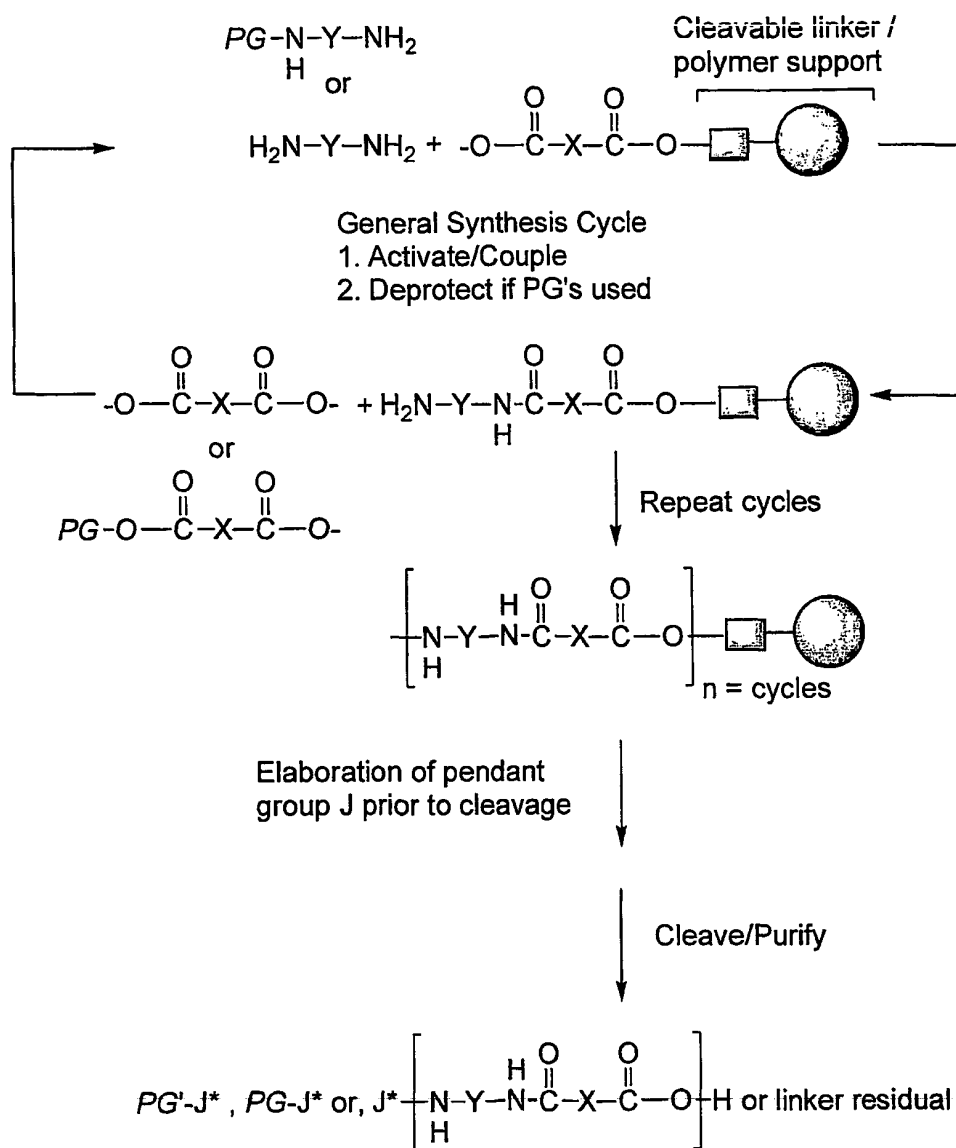 PG-N-Y-NH2
H
or
Cleavable linker /
polymer support
O O
H2N-Y-NH2 + -O-C-X-C-O
General Synthesis Cycle
1. Activate/Couple
2. Deprotect if PG's used
O O O O
-O-C-X-C-O- + H2N-Y-N-C-X-C-O
H
or
O O
PG-O-C-X-C-O-
Repeat cycles
H O O
N-Y-N-C-X-C-O
H
n = cycles
Elaboration of pendant
group J prior to cleavage
Cleave/Purify
H O O
PG'-J* , PG-J* or, J* N-Y-N-C-X-C-O H or linker residual
H